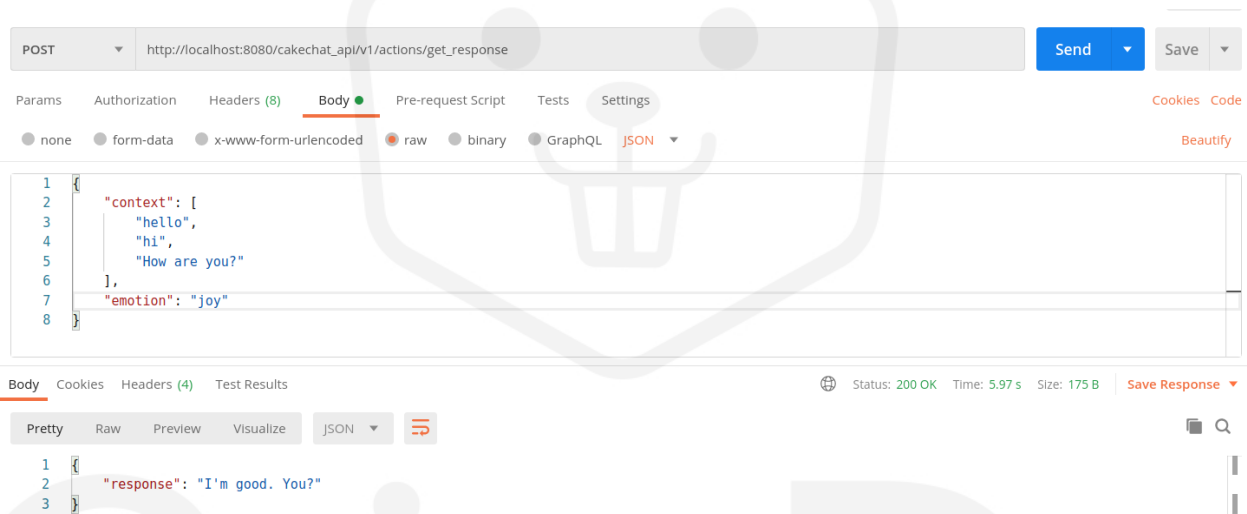 POST http://localhost:8080/cakechat_api/v1/actions/get_response Send Save
Params Authorization Headers (8) Body Pre-request Script Tests Settings Cookies Code
none form-data x-www-form-urlencoded raw binary GraphQL JSON Beautify
1 {
2 "context": [
3 "hello",
4 "hi",
5 "How are you?"
6 ],
7 "emotion": "joy"
8 }
Body Cookies Headers (4) Test Results Status: 200 OK Time: 5.97 s Size: 175 B Save Response
Pretty Raw Preview Visualize JSON
1 {
2 "response": "I'm good. You?"
3 }